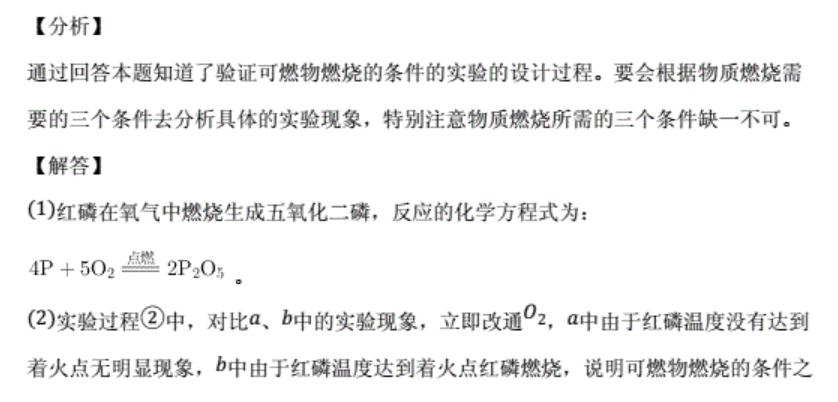 【分析】
通过回答本题知道了验证可燃物燃烧的条件的实验的设计过程。要会根据物质燃烧需
要的三个条件去分析具体的实验现象，特别注意物质燃烧所需的三个条件缺一不可。
【解答】
(1)红磷在氧气中燃烧生成五氧化二磷，反应的化学方程式为：
4P + 5O₂ 点燃 2P₂O₅ 。
(2)实验过程②中，对比a、b中的实验现象，立即改通O₂，a中由于红磷温度没有达到
着火点无明显现象，b中由于红磷温度达到着火点红磷燃烧，说明可燃物燃烧的条件之